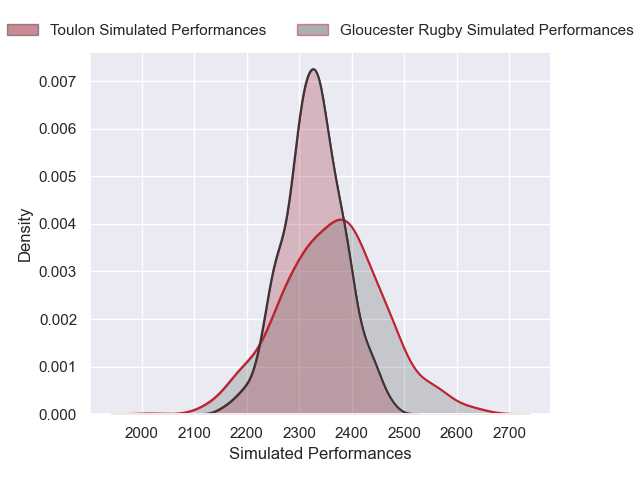 Toulon Simulated Performances
Gloucester Rugby Simulated Performances
0.007
0.006
0.005
0.004
0.003
0.002
0.001
0.000
Density
2000 2100 2200 2300 2400 2500 2600 2700
Simulated Performances